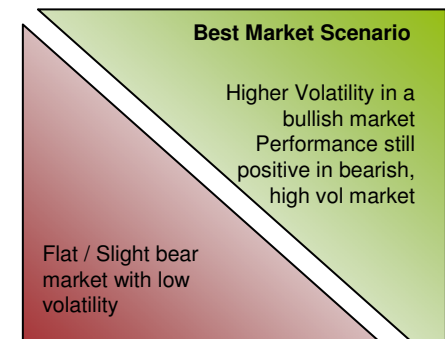 Best Market Scenario
Higher Volatility in a
bullish market
Performance still
positive in bearish,
high vol market
Flat / Slight bear
market with low
volatility